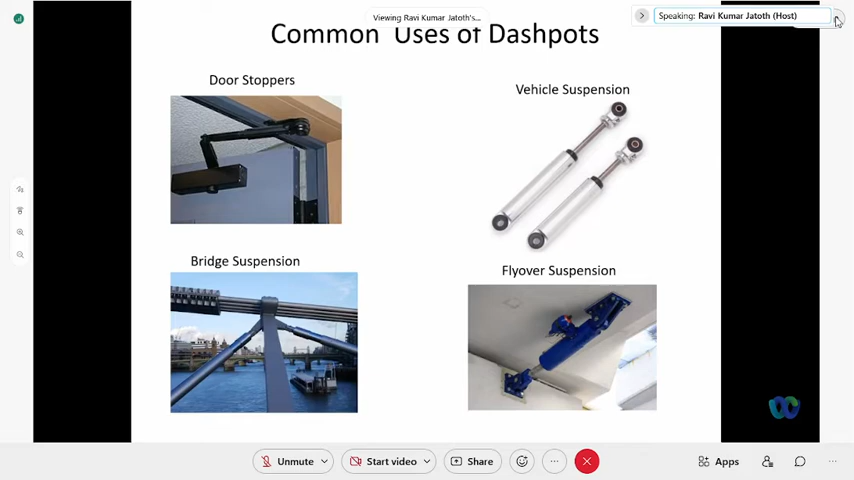 Viewing Ravi Kumar Jatoth's...
Speaking: Ravi Kumar Jatoth (Host)
Common Uses of Dashpots
Door Stoppers
Vehicle Suspension
Bridge Suspension
Flyover Suspension
Unmute
Start video
Share
Apps